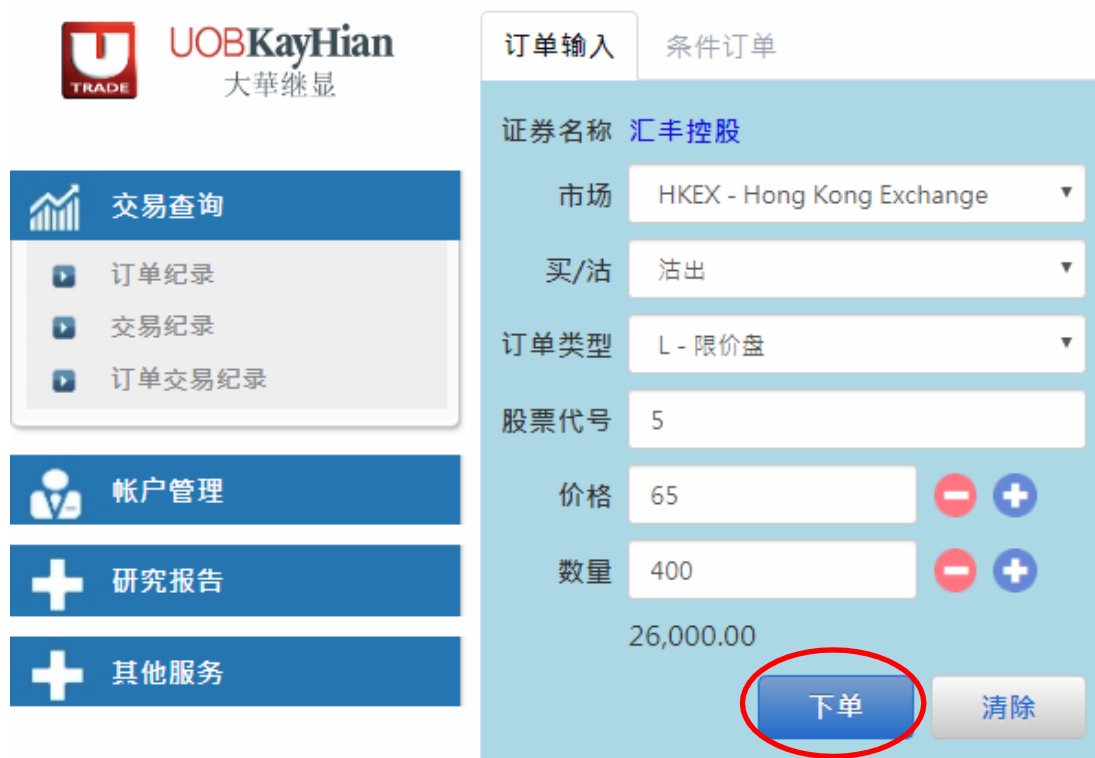 UOBKayHian
大華继显
TRADE
交易查询
订单纪录
交易纪录
订单交易纪录
帐户管理
研究报告
其他服务
订单输入 条件订单
证券名称 汇丰控股
市场 HKEX - Hong Kong Exchange
买/沽 沽出
订单类型 L - 限价盘
股票代号 5
价格 65
数量 400
26,000.00
下单 清除